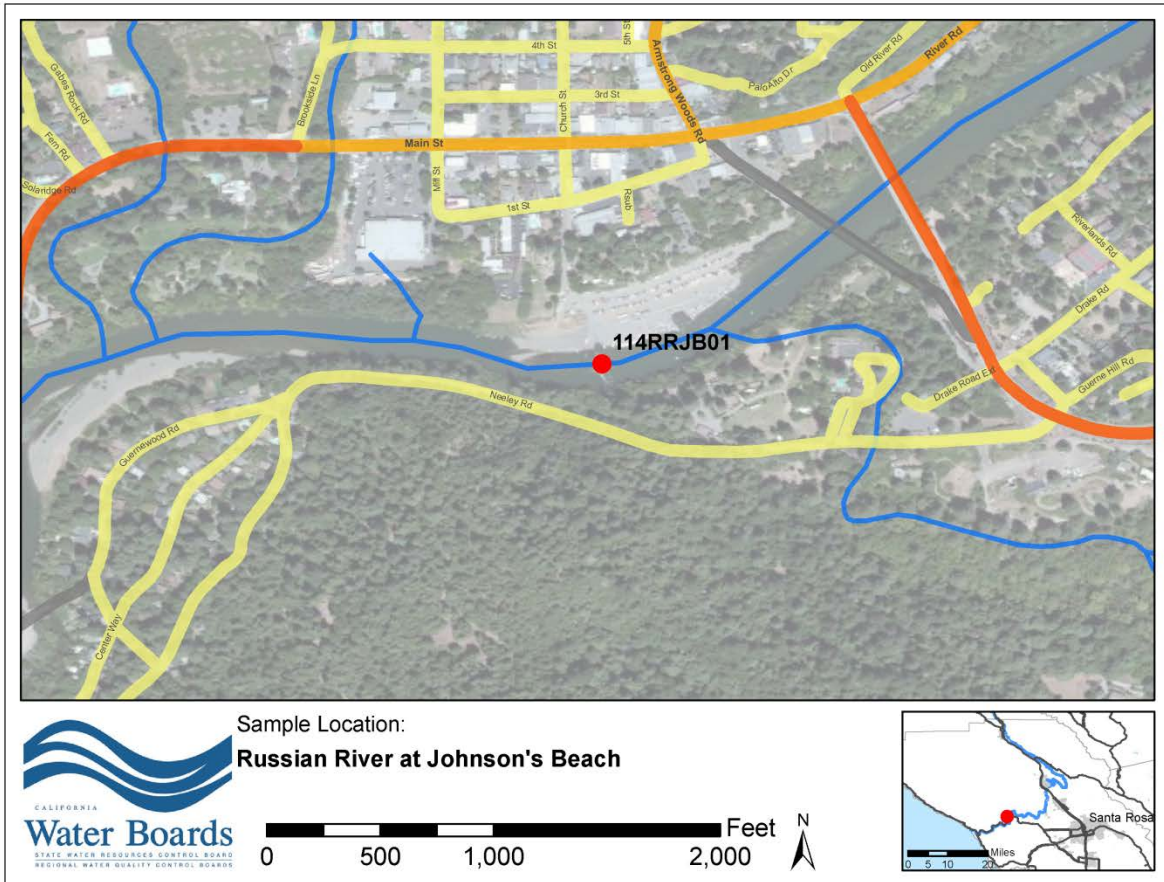 5th St
4th St
Armstrong Woods Rd
Old River Rd
River Rd
Gabes Rock Rd
Brookside Ln
Palo Alto Dr
3rd St
Church St
Fern Rd
Main St
Solaridge Rd
Mill St
1st St
Rsub
Riverlands Rd
Drake Rd
114RRJB01
Guerne Hill Rd
Drake Road Ext
Neeley Rd
Guernewood Rd
Center Way
Sample Location:
Russian River at Johnson's Beach
CALIFORNIA
Water Boards
STATE WATER RESOURCES CONTROL BOARD
REGIONAL WATER QUALITY CONTROL BOARDS
Feet
0 500 1,000 2,000
N
Santa Rosa
Miles
0 5 10 20